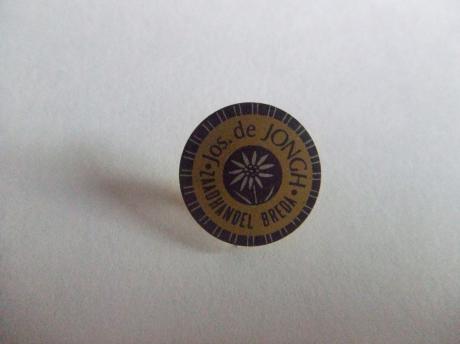 Jos. de JONGH
ZAADHANDEL BREDA